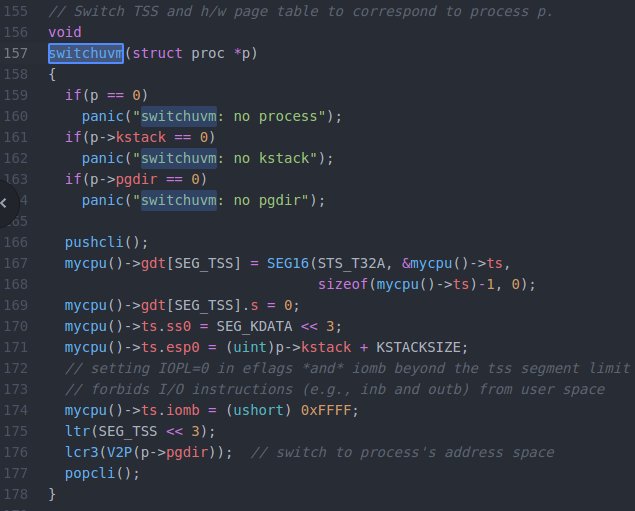 155 // Switch TSS and h/w page table to correspond to process p.
156 void
157 switchuvm(struct proc *p)
158 {
159   if(p == 0)
160     panic("switchuvm: no process");
161   if(p->kstack == 0)
162     panic("switchuvm: no kstack");
163   if(p->pgdir == 0)
4     panic("switchuvm: no pgdir");
165
166   pushcli();
167   mycpu()->gdt[SEG_TSS] = SEG16(STS_T32A, &mycpu()->ts,
168                                 sizeof(mycpu()->ts)-1, 0);
169   mycpu()->gdt[SEG_TSS].s = 0;
170   mycpu()->ts.ss0 = SEG_KDATA << 3;
171   mycpu()->ts.esp0 = (uint)p->kstack + KSTACKSIZE;
172   // setting IOPL=0 in eflags *and* iomb beyond the tss segment limit
173   // forbids I/O instructions (e.g., inb and outb) from user space
174   mycpu()->ts.iomb = (ushort) 0xFFFF;
175   ltr(SEG_TSS << 3);
176   lcr3(V2P(p->pgdir));  // switch to process's address space
177   popcli();
178 }